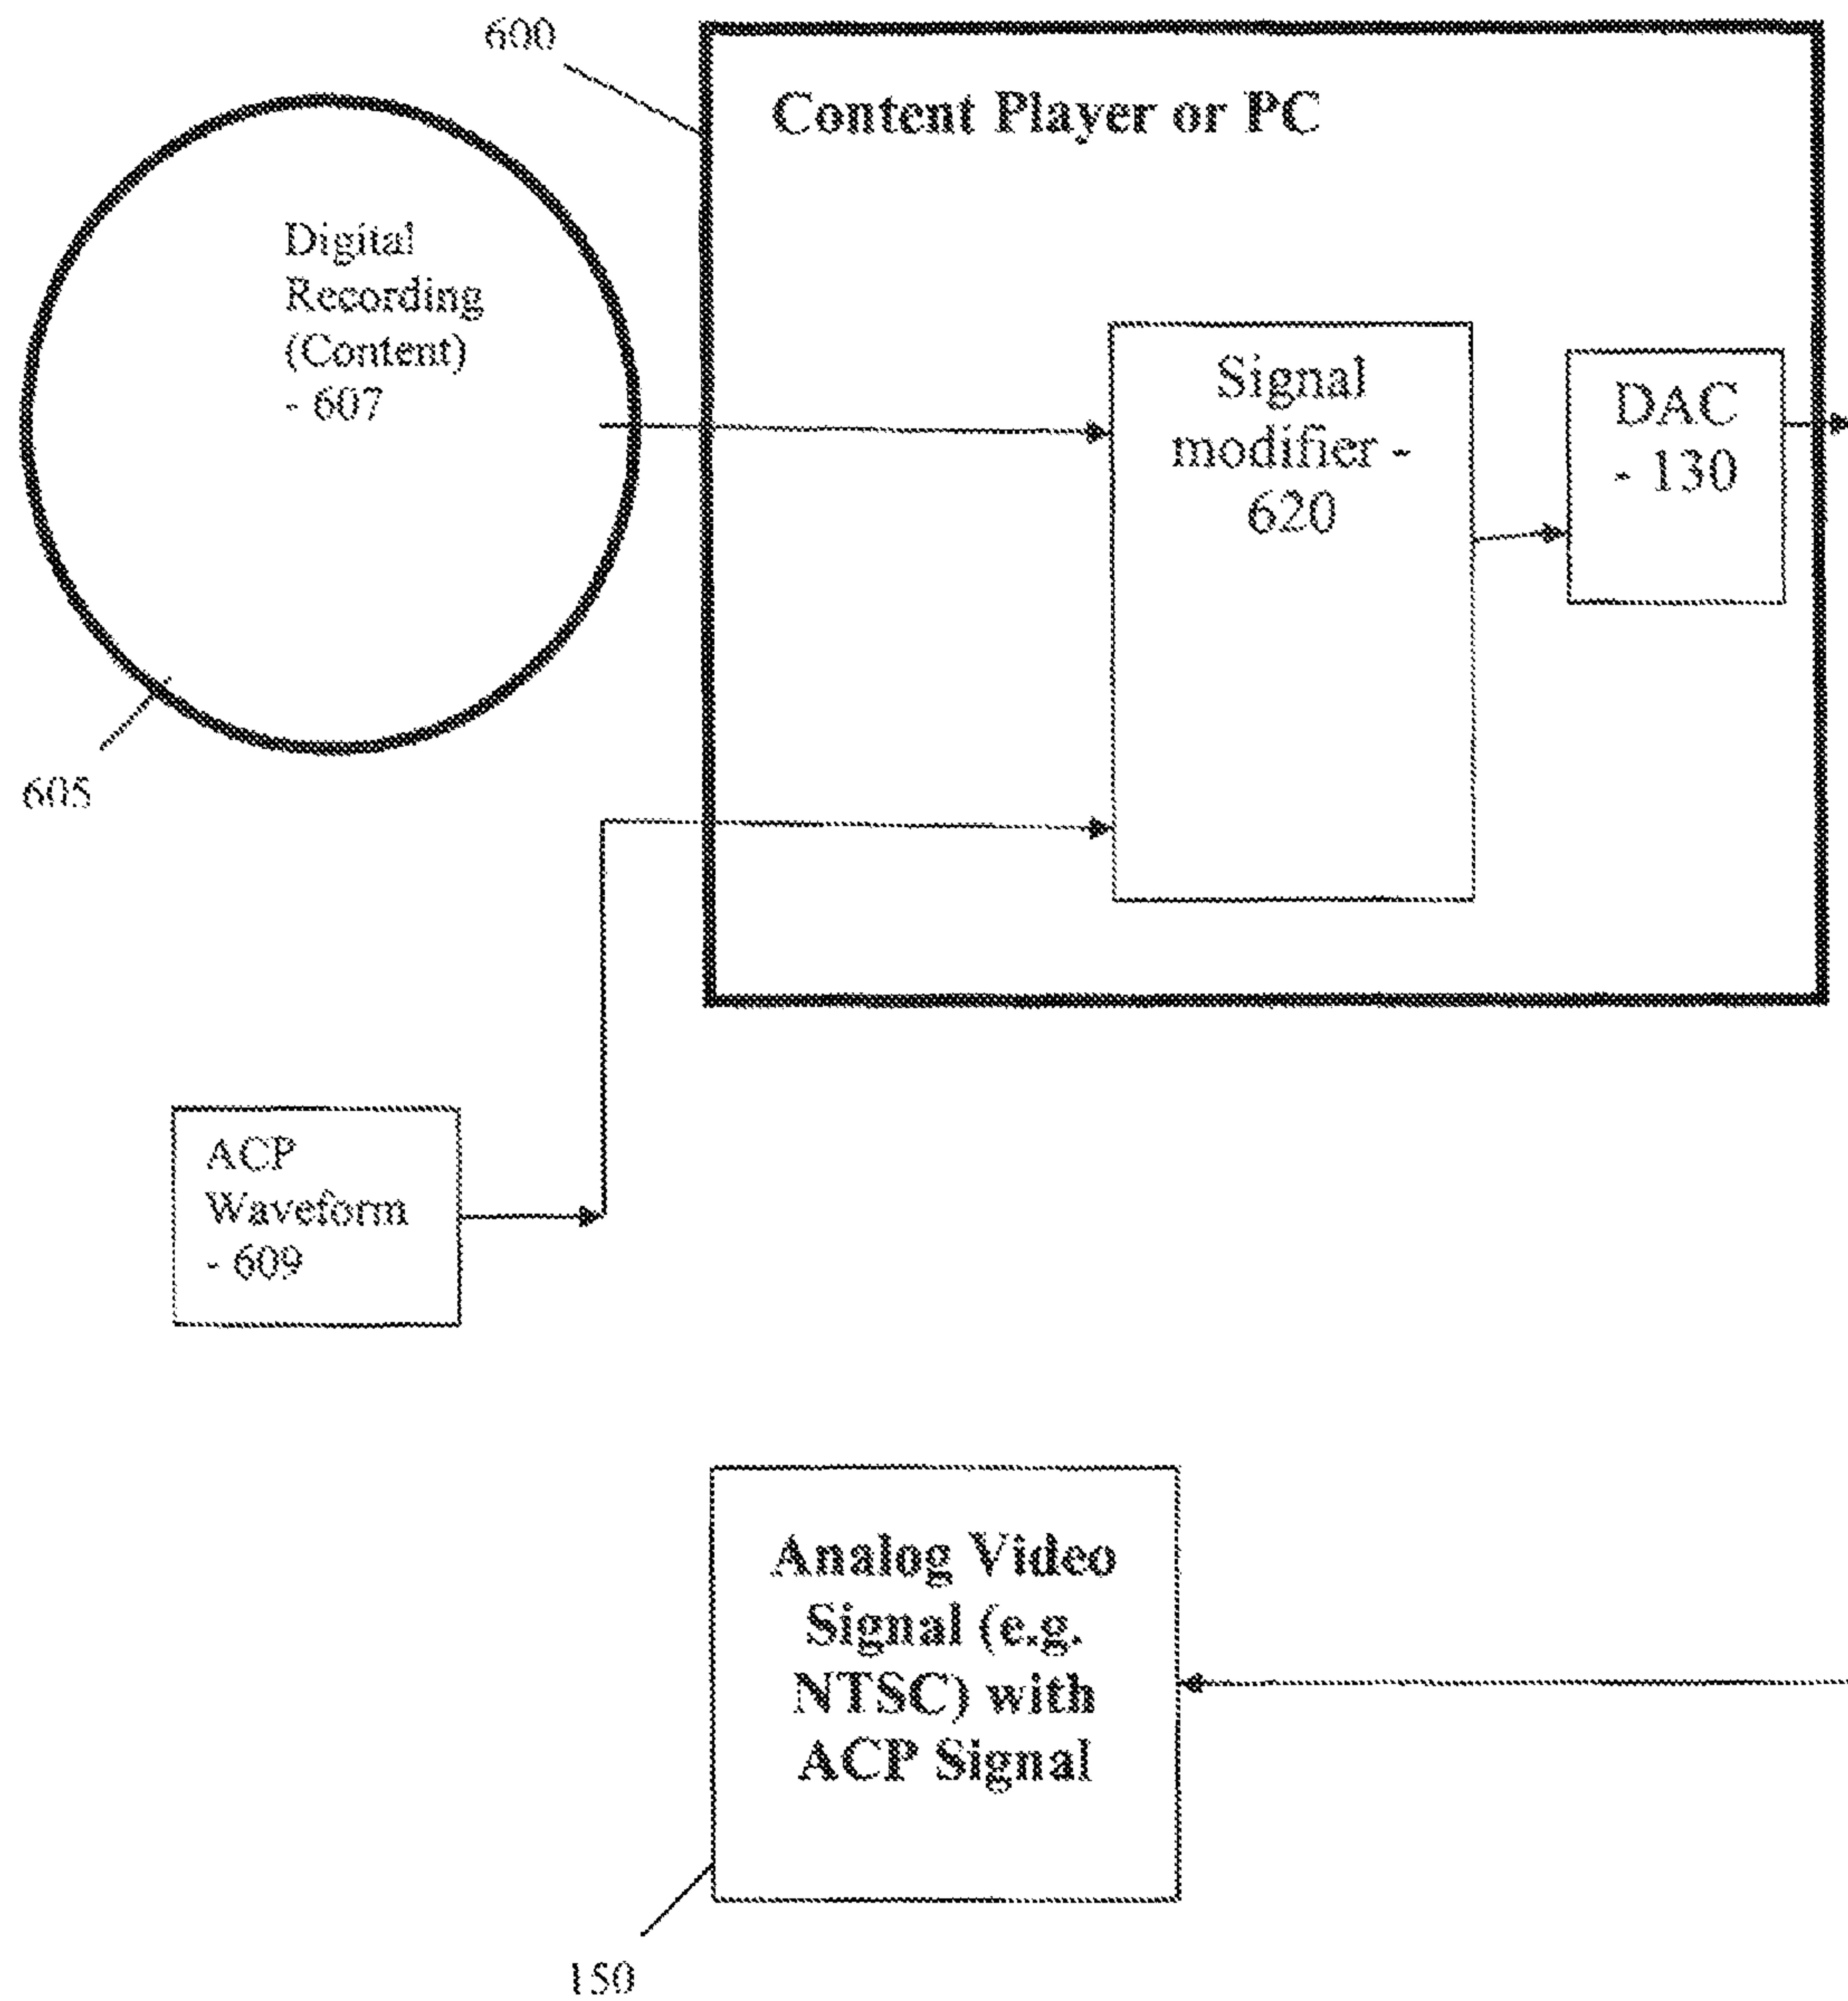 600
Content Player or PC
Digital
Recording
(Content)
- 607
Signal
modifier -
620
DAC
- 130
605
ACP
Waveform
- 609
Analog Video
Signal (e.g.
NTSC) with
ACP Signal
150